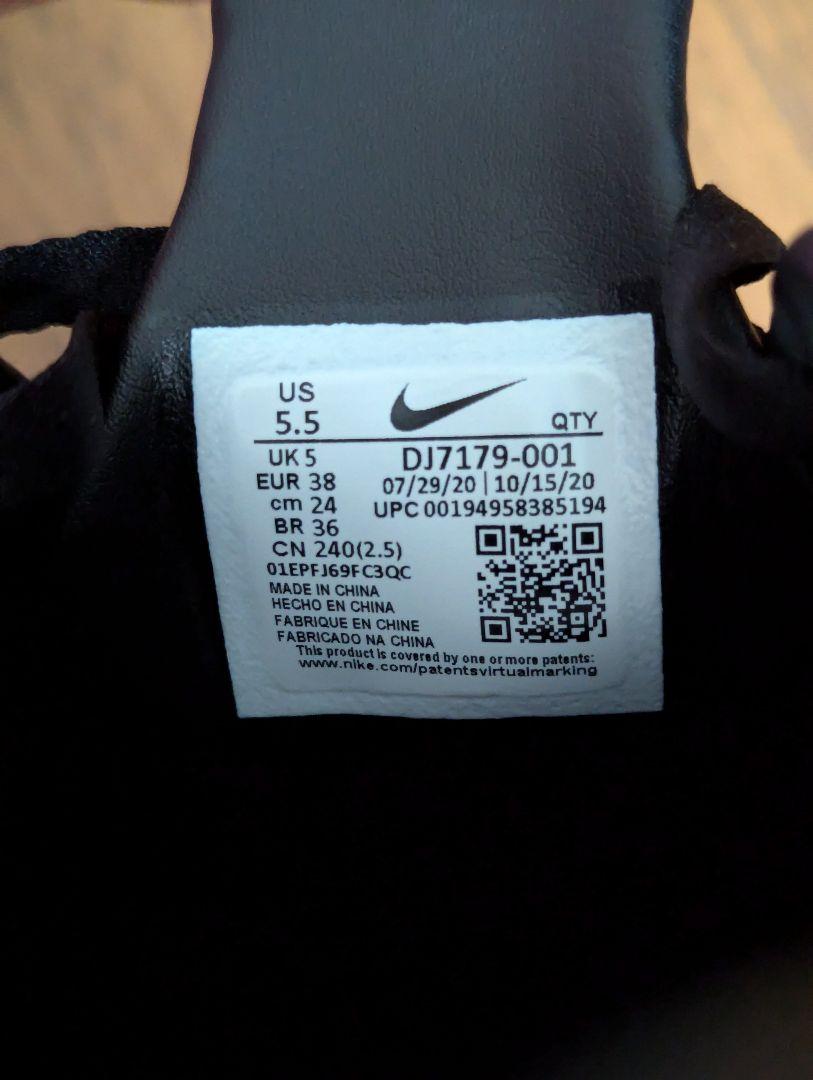 US
5.5
QTY
UK 5
DJ7179-001
EUR 38
07/29/20 | 10/15/20
cm 24
UPC 00194958385194
BR 36
CN 240(2.5)
01EPFJ69FC3QC
MADE IN CHINA
HECHO EN CHINA
FABRIQUE EN CHINE
FABRICADO NA CHINA
This product is covered by one or more patents:
www.nike.com/patentsvirtualmarking